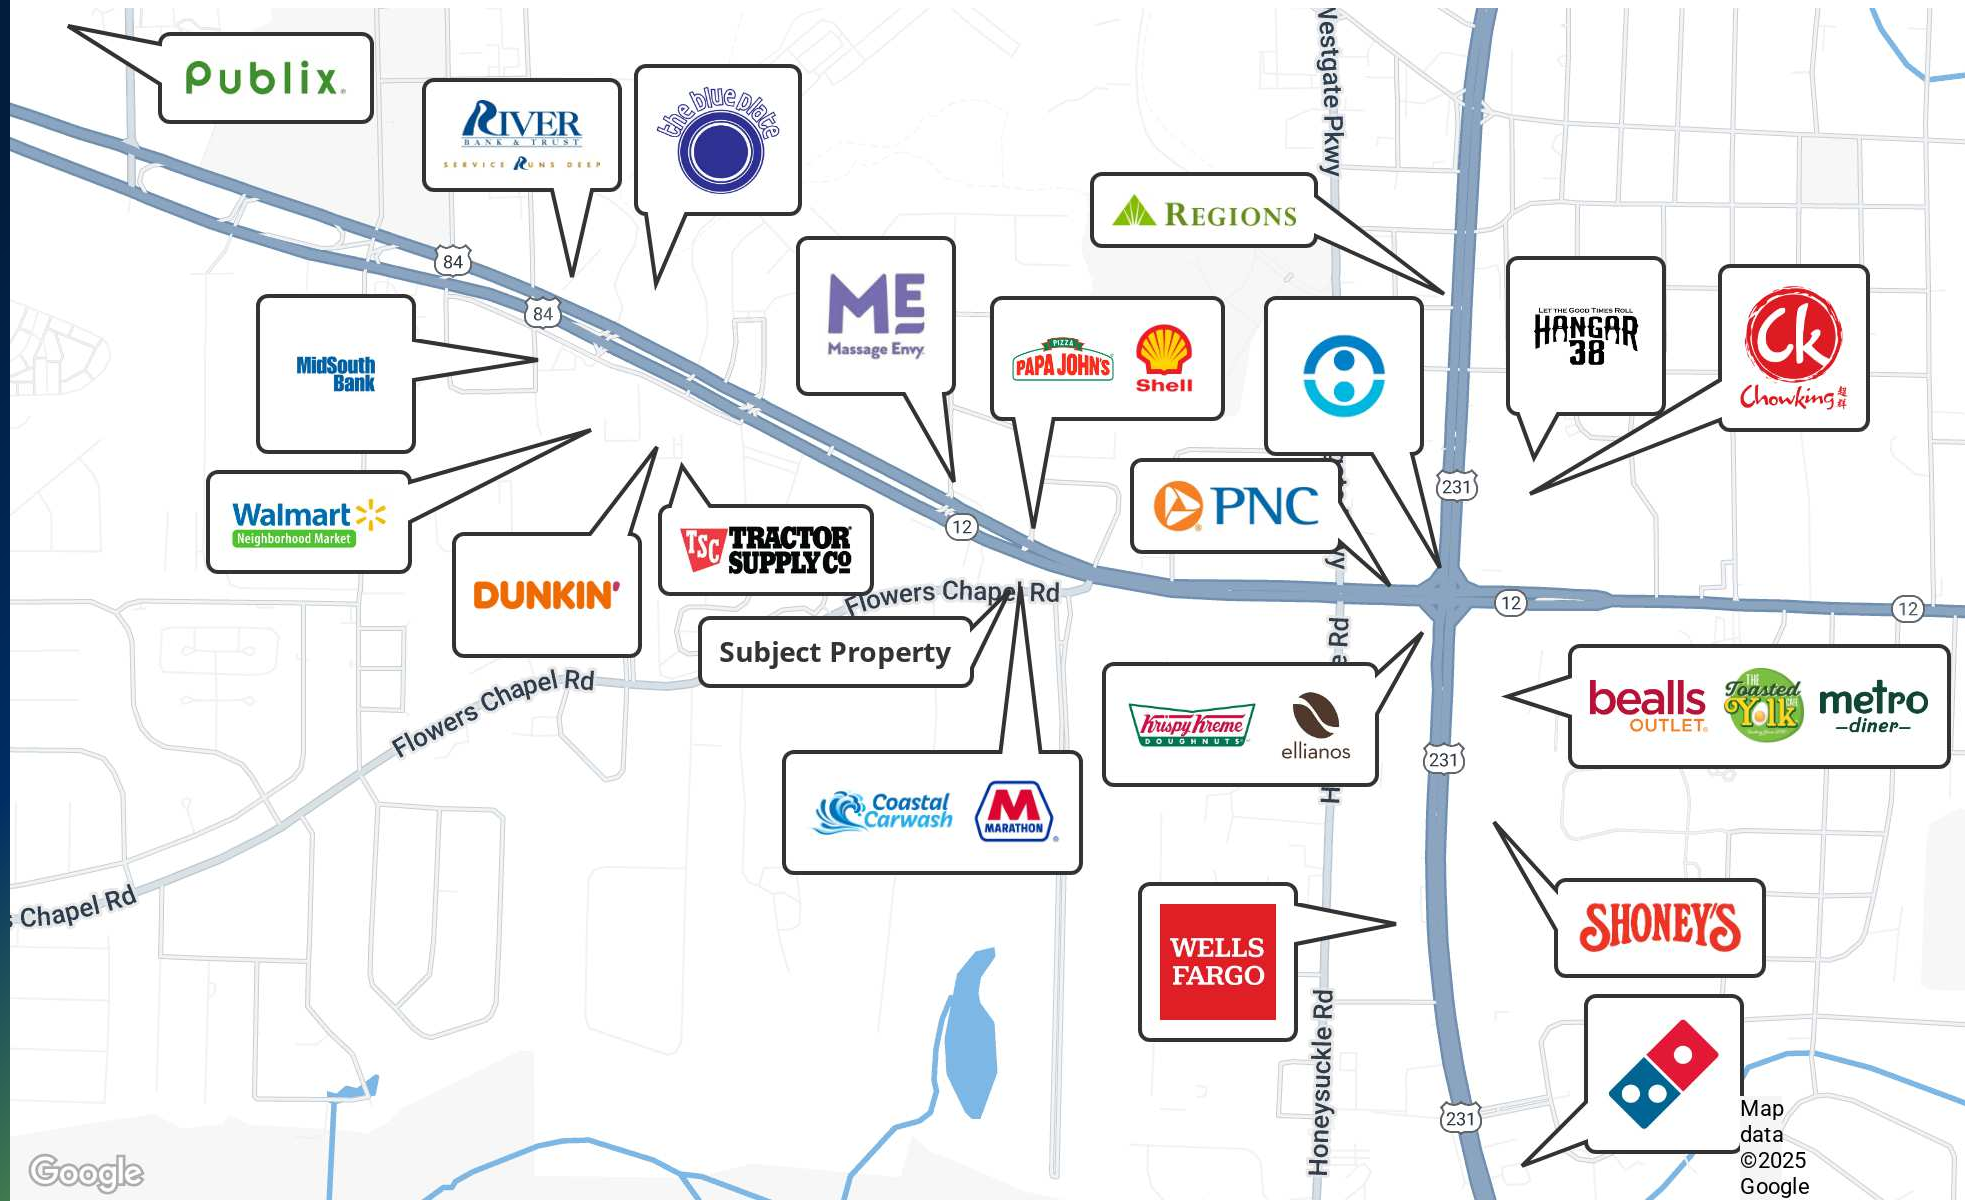 Publix.
RIVER
BANK & TRUST
SERVICE RUNS DEEP
the blue plate
Westgate Pkwy
REGIONS
84
84
MidSouth
Bank
ME
Massage Envy
PIZZA
PAPA JOHN'S
Shell
LET THE GOOD TIMES ROLL
HANGAR
38
Ck
Chowking 超群
231
Walmart
Neighborhood Market
DUNKIN'
TSC TRACTOR
SUPPLY Co
12
PNC
Flowers Chapel Rd
12
12
Subject Property
Flowers Chapel Rd
Krispy Kreme
DOUGHNUTS
ellianos
bealls
OUTLET
THE
Toasted
Yolk
metro
diner
231
Coastal
Carwash
M
MARATHON
s Chapel Rd
WELLS
FARGO
SHONEY'S
Honeysuckle Rd
231
Map
data
©2025
Google
Google